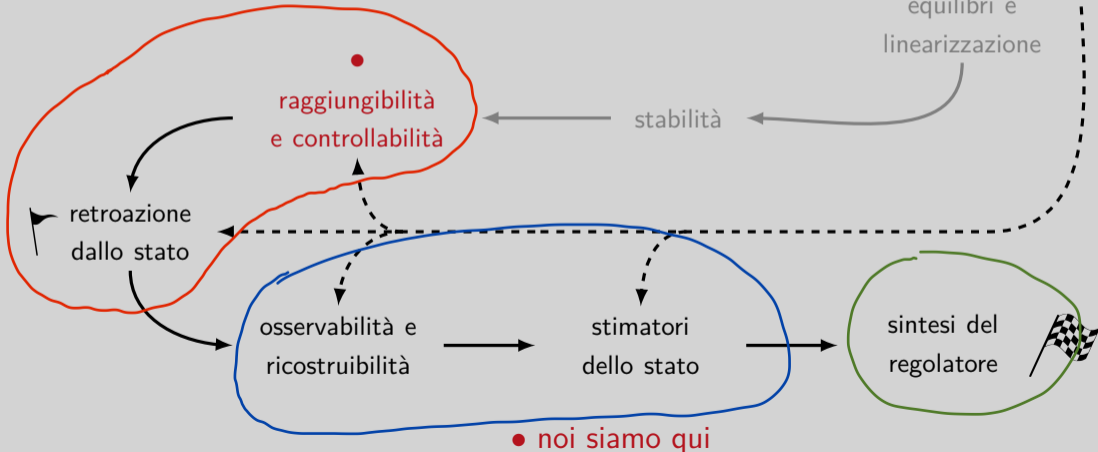 equilibri e
linearizzazione
raggiungibilità
e controllabilità
stabilità
retroazione
dallo stato
osservabilità e
ricostruibilità
stimatori
dello stato
sintesi del
regolatore
noi siamo qui